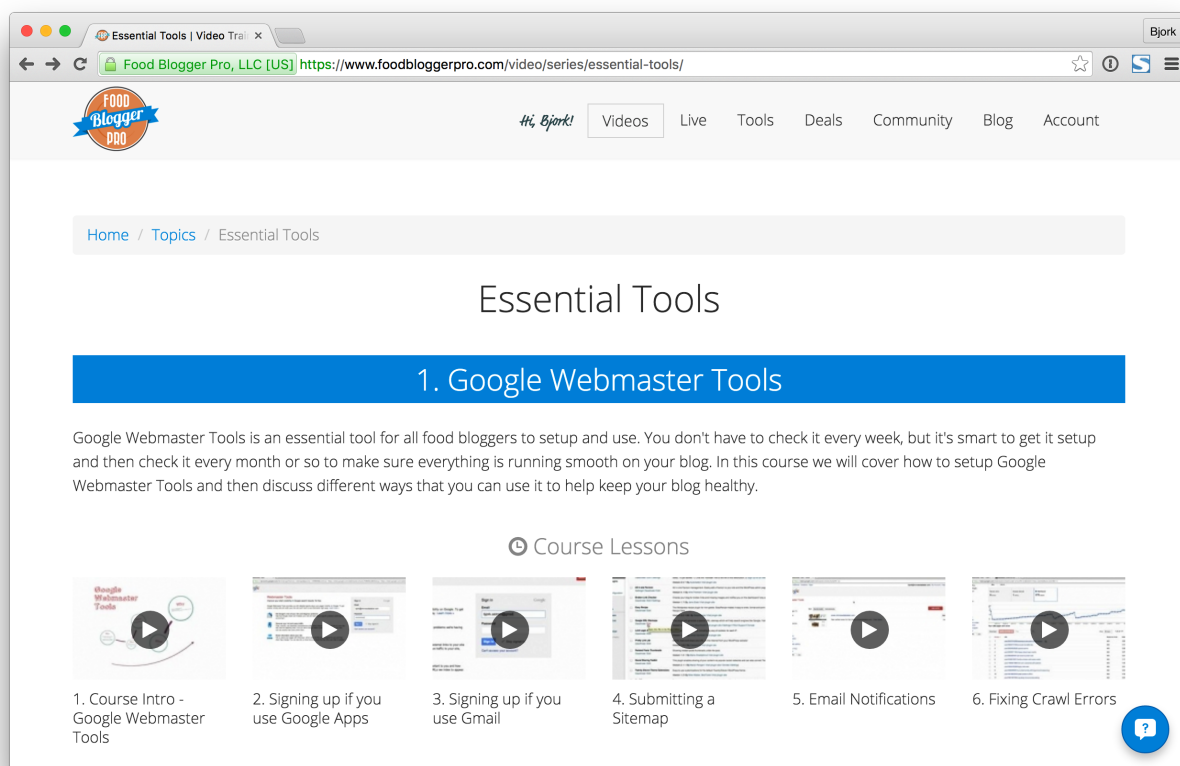 Essential Tools | Video Trai
Bjork
Food Blogger Pro, LLC [US] https://www.foodbloggerpro.com/video/series/essential-tools/
FOOD
Blogger
PRO
Hi, Bjork!
Videos
Live
Tools
Deals
Community
Blog
Account
Home / Topics / Essential Tools
Essential Tools
1. Google Webmaster Tools
Google Webmaster Tools is an essential tool for all food bloggers to setup and use. You don't have to check it every week, but it's smart to get it setup
and then check it every month or so to make sure everything is running smooth on your blog. In this course we will cover how to setup Google
Webmaster Tools and then discuss different ways that you can use it to help keep your blog healthy.
Course Lessons
Google
Webmaster
Tools
1. Course Intro -
Google Webmaster
Tools
2. Signing up if you
use Google Apps
3. Signing up if you
use Gmail
4. Submitting a
Sitemap
5. Email Notifications
6. Fixing Crawl Errors
?